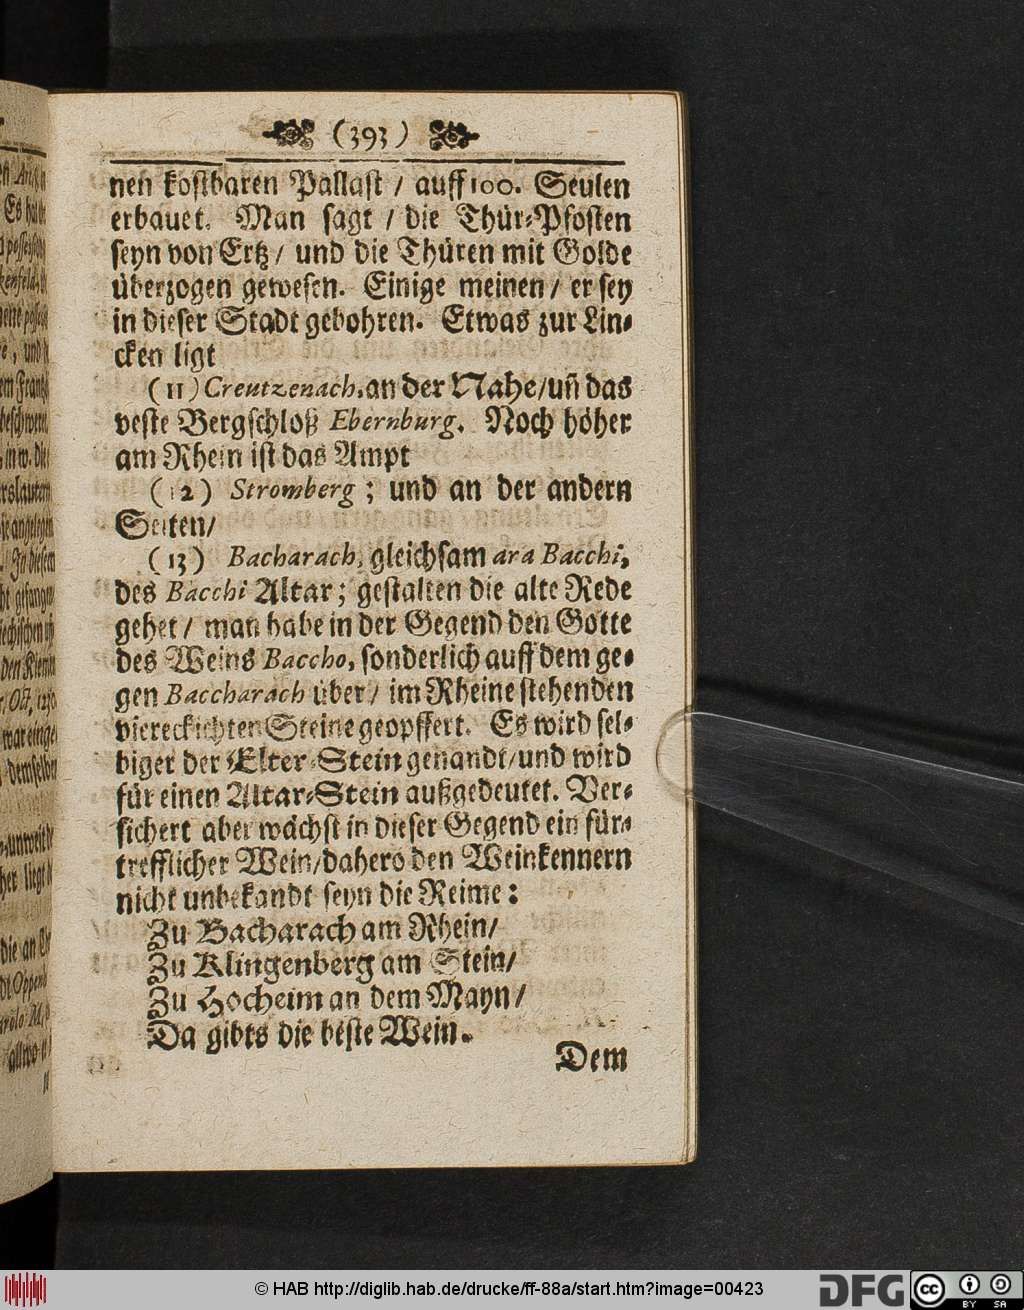 (393)
nen kostbaren Pallast / auff 100. Seulen
erbauet. Man sagt / die Thür-Pfosten
seyn von Ertz / und die Thüren mit Golde
überzogen gewesen. Einige meinen / er sey
in dieser Stadt gebohren. Etwas zur Lin-
cken ligt
(11) Creutzenach, an der Nahe/un̄ das
veste Bergschloß Ebernburg. Noch höher
am Rhein ist das Ampt
(12) Stromberg ; und an der andern
Seiten/
(13) Bacharach, gleichsam ara Bacchi,
des Bacchi Altar; gestalten die alte Rede
gehet / man habe in der Gegend den Gotte
des Weins Baccho, sonderlich auff dem ge-
gen Baccharach über / im Rheine stehenden
viereckichten Steine geopffert. Es wird sel-
biger der Elter-Stein genandt/und wird
für einen Altar-Stein außgedeutet. Ver-
sichert aber wächst in dieser Gegend ein für-
trefflicher Wein/dahero den Weinkennern
nicht unbekandt seyn die Reime:
Zu Bacharach am Rhein/
Zu Klingenberg am Stein/
Zu Hocheim an dem Mayn/
Da gibts die beste Wein.
Dem
© HAB http://diglib.hab.de/drucke/ff-88a/start.htm?image=00423
DFG
cc
BY SA